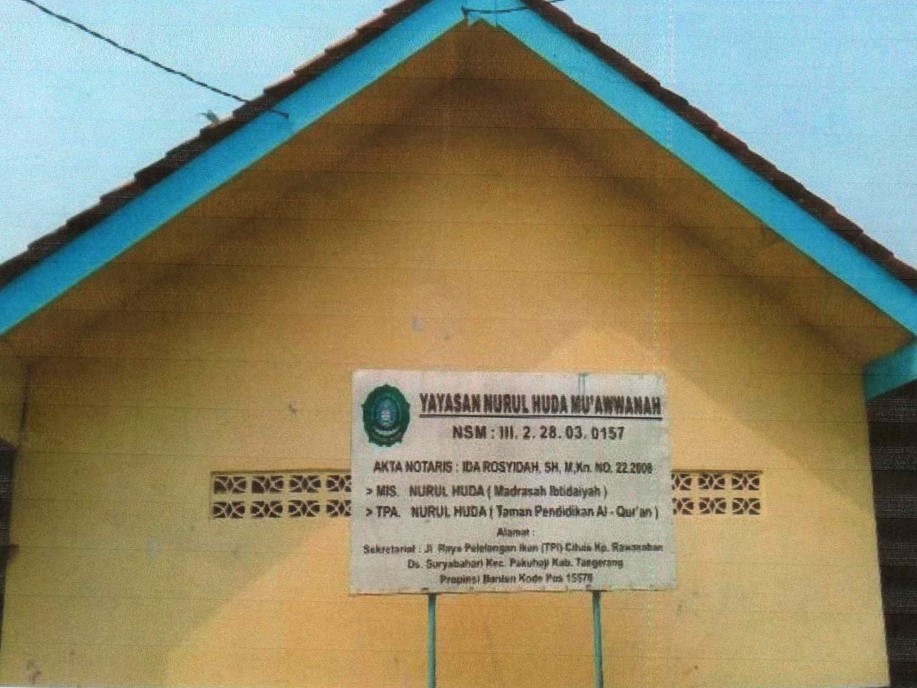 YAYASAN NURUL HUDA MU'AWWANAH
NSM : III. 2. 28. 03. 0157
AKTA NOTARIS : IDA ROSYIDAH, SH, M,Kn. NO. 22.2008
> MIS. NURUL HUDA ( Madrasah Ibtidaiyah )
> TPA. NURUL HUDA ( Taman Pendidikan Al - Qur'an )
Alamat :
Sekretariat : Jl Raya Pelelangan Ikan (TPI) Cituis Kp. Rawasaban
Ds. Suryabahari Kec. Pakuhaji Kab. Tangerang
Propinsi Banten Kode Pos 15570